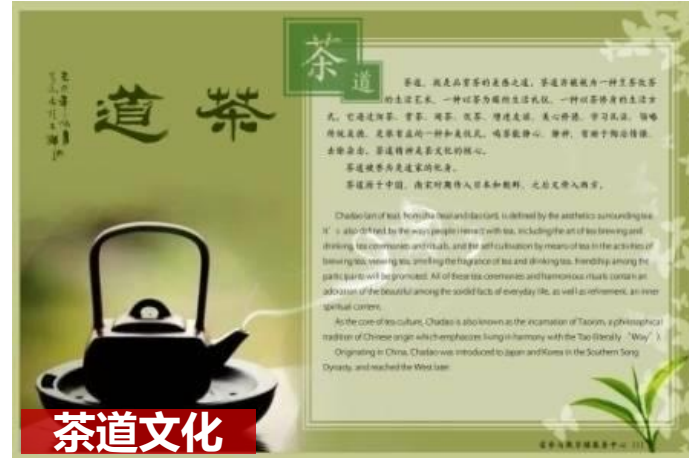 茶道
茶
道
茶道，就是品赏茶的美感之道。茶道亦被视为一种烹茶饮茶
的生活艺术，一种以茶为媒的生活礼仪，一种以茶修身的生活方
式。它通过沏茶、赏茶、闻茶、饮茶、增进友谊，美心修德，学习礼法，领略
传统美德，是很有益的一种和美仪式。喝茶能静心、静神，有助于陶冶情操、
去除杂念。茶道精神是茶文化的核心。
茶道被誉为是道家的化身。
茶道源于中国，南宋时期传入日本和朝鲜，之后又传入西方。
Chadao (art of tea), from cha (tea) and dao (art), is defined by the aesthetics surrounding tea.
It's also defined by the ways people interact with tea, including the art of tea brewing and
drinking, tea ceremonies and rituals, and the self-cultivation by means of tea in the activities of
brewing tea, viewing tea, smelling the fragrance of tea and drinking tea, friendship among the
participants will be promoted. All of these tea ceremonies and harmonious rituals contain an
adoration of the beautiful among the sordid facts of everyday life, as well as refinement, an inner
spiritual content.
As the core of tea culture, Chadao is also known as the incarnation of Taoism, a philosophical
tradition of Chinese origin which emphasizes living in harmony with the Tao (literally "Way").
Originating in China, Chadao was introduced to Japan and Korea in the Southern Song
Dynasty, and reached the West later.
茶道文化